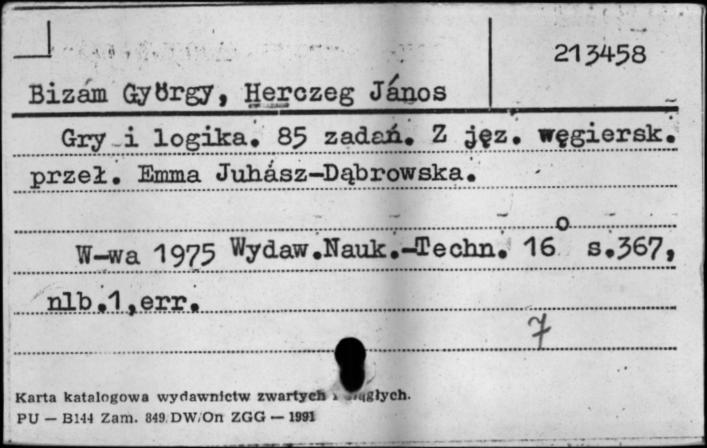 213458
Bizám György, Herczeg János
Gry i logika. 85 zadań. Z jęz. węgiersk.
przeł. Emma Juhász-Dąbrowska.
W-wa 1975 Wydaw.Nauk.-Techn. 16° s.367,
nlb.1,err.
7
Karta katalogowa wydawnictw zwartych i ciągłych.
PU — B144 Zam. 849 DW/On ZGG — 1991